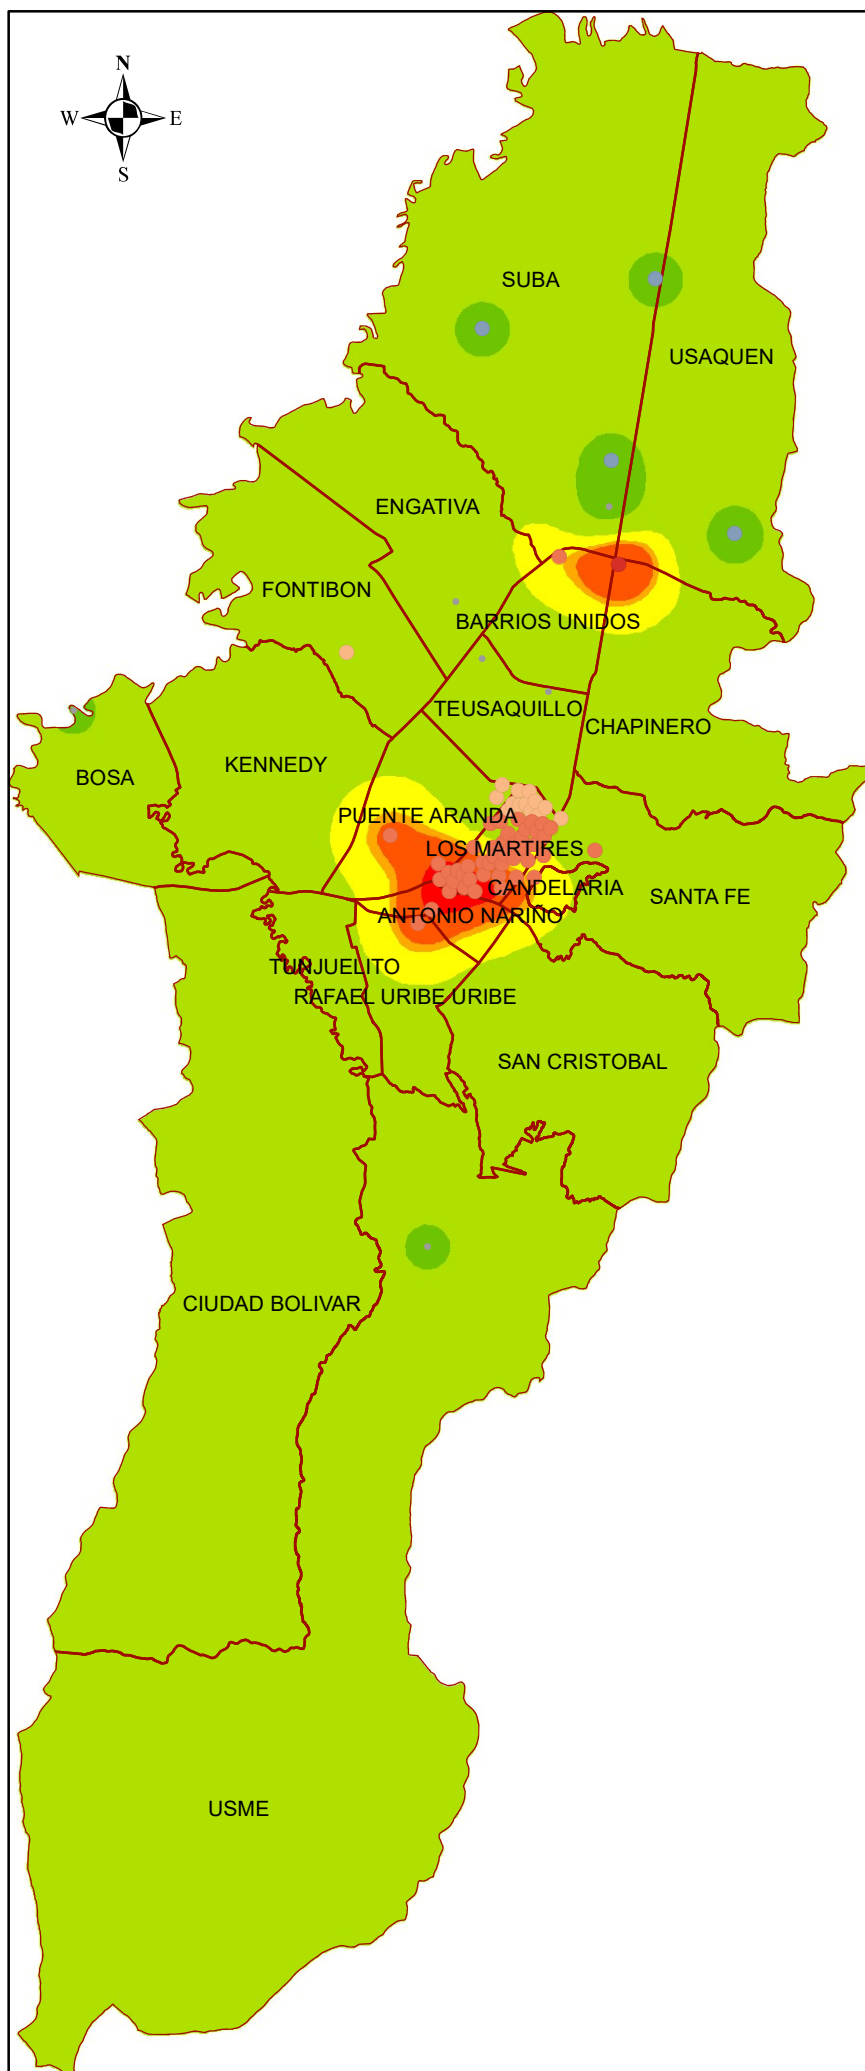 N
W E
S
SUBA
USAQUEN
ENGATIVA
FONTIBON
BARRIOS UNIDOS
TEUSAQUILLO
CHAPINERO
KENNEDY
BOSA
PUENTE ARANDA
LOS MARTIRES
CANDELARIA
SANTA FE
ANTONIO NARIÑO
TUNJUELITO
RAFAEL URIBE URIBE
SAN CRISTOBAL
CIUDAD BOLIVAR
USME